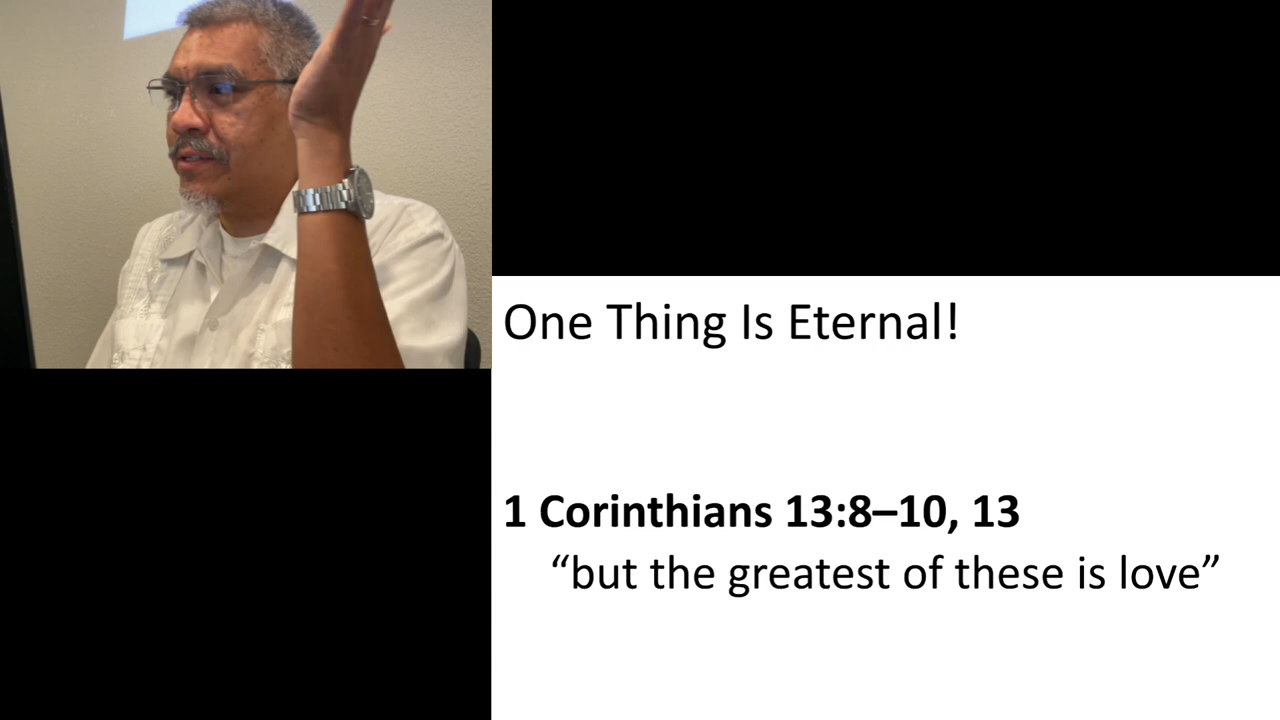 One Thing Is Eternal!
1 Corinthians 13:8–10, 13
“but the greatest of these is love”